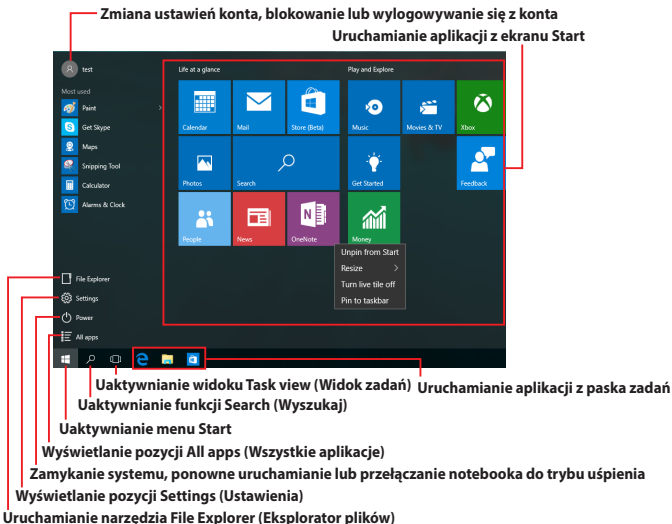 Zmiana ustawień konta, blokowanie lub wylogowywanie się z konta
Uruchamianie aplikacji z ekranu Start
test
Most used
Paint
Get Skype
Maps
Snipping Tool
Calculator
Alarms & Clock
File Explorer
Settings
Power
All apps
Life at a glance
Play and Explore
Calendar
Mail
Store (Beta)
Music
Movies & TV
Xbox
Photos
Search
Get Started
Feedback
People
News
OneNote
Money
Unpin from Start
Resize
Turn live tile off
Pin to taskbar
Uaktywnianie widoku Task view (Widok zadań)
Uruchamianie aplikacji z paska zadań
Uaktywnianie funkcji Search (Wyszukaj)
Uaktywnianie menu Start
Wyświetlanie pozycji All apps (Wszystkie aplikacje)
Zamykanie systemu, ponowne uruchamianie lub przełączanie notebooka do trybu uśpienia
Wyświetlanie pozycji Settings (Ustawienia)
Uruchamianie narzędzia File Explorer (Eksplorator plików)